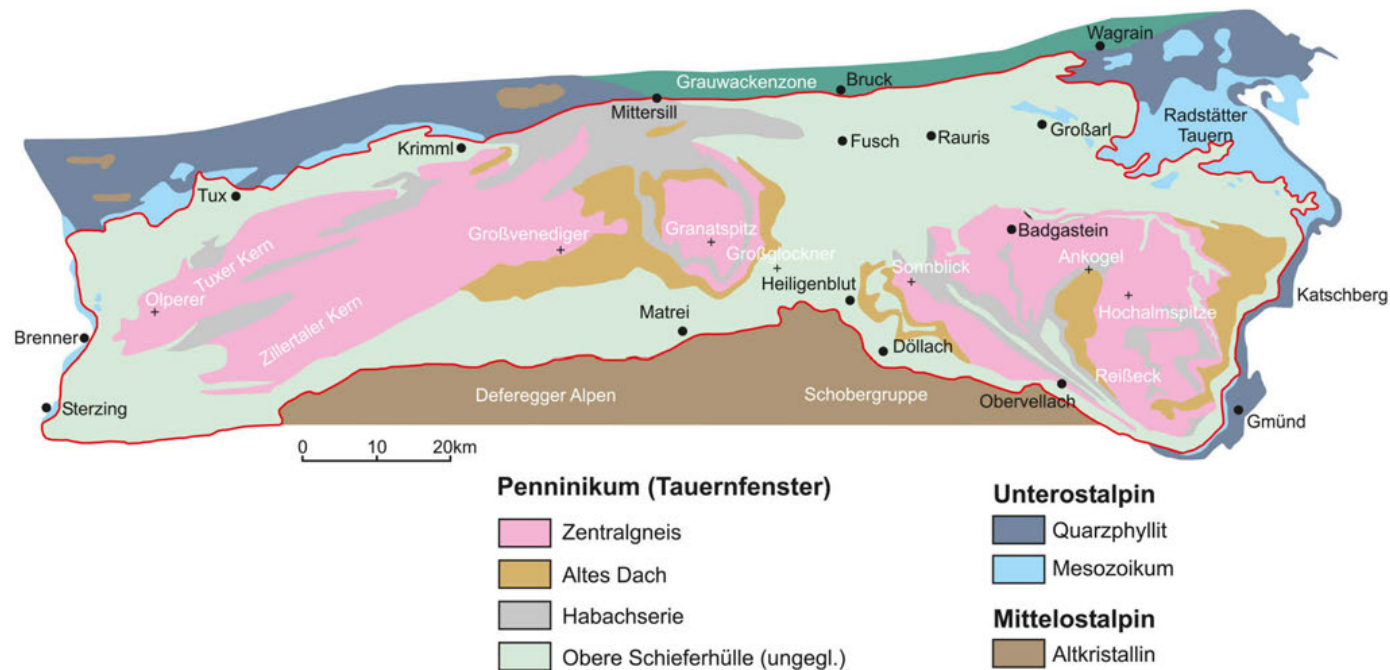 Wagrain
Grauwackenzone
Bruck
Mittersill
Radstätter
Tauern
Großarl
Krimml
Fusch
Rauris
Tux
Großvenediger
Granatspitz
Badgastein
Tuxer Kern
Großglockner
Sonnblick
Ankogel
Heiligenblut
Olperer
Hochalmspitze
Katschberg
Zillertaler Kern
Matrei
Brenner
Döllach
Reißeck
Deferegger Alpen
Schobergruppe
Obervellach
Sterzing
Gmünd
0 10 20km
Penninikum (Tauernfenster)
Zentralgneis
Altes Dach
Habachserie
Obere Schieferhülle (ungegl.)
Unterostalpin
Quarzphyllit
Mesozoikum
Mittelostalpin
Altkristallin